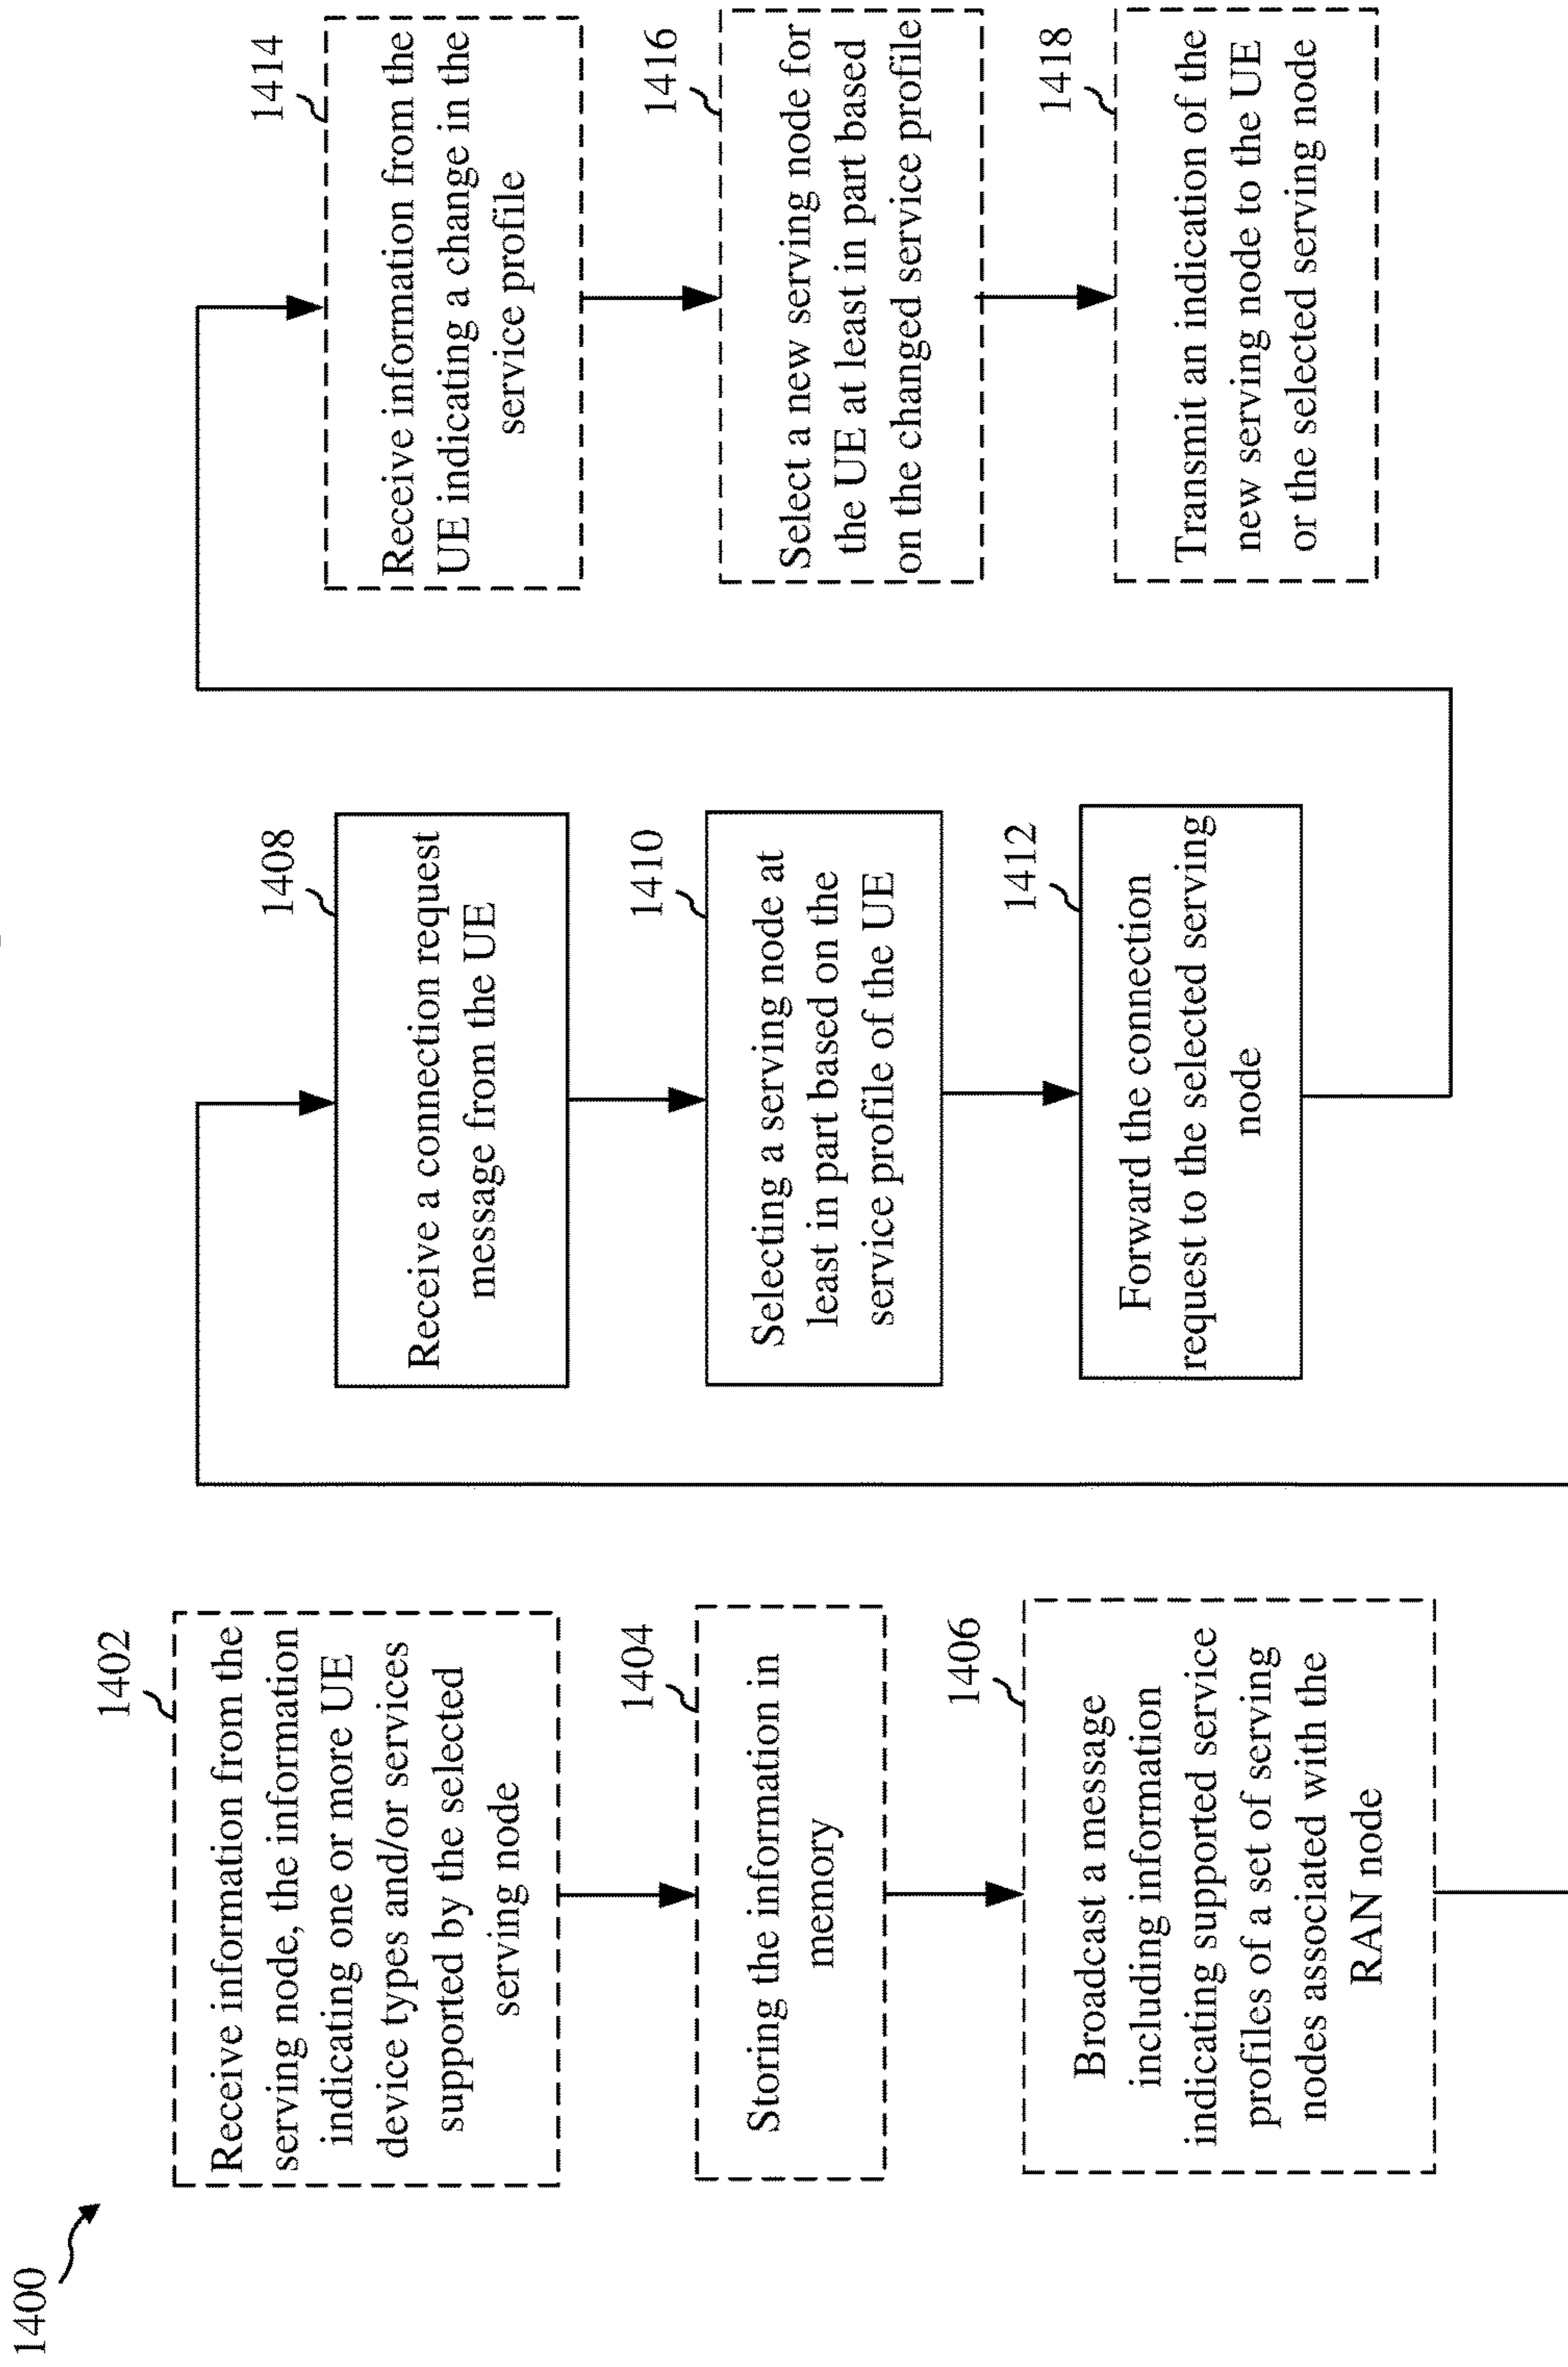 1400
1402
Receive information from the
serving node, the information
indicating one or more UE
device types and/or services
supported by the selected
serving node
1404
Storing the information in
memory
1406
Broadcast a message
including information
indicating supported service
profiles of a set of serving
nodes associated with the
RAN node
1408
Receive a connection request
message from the UE
1410
Selecting a serving node at
least in part based on the
service profile of the UE
1412
Forward the connection
request to the selected serving
node
1414
Receive information from the
UE indicating a change in the
service profile
1416
Select a new serving node for
the UE at least in part based
on the changed service profile
1418
Transmit an indication of the
new serving node to the UE
or the selected serving node